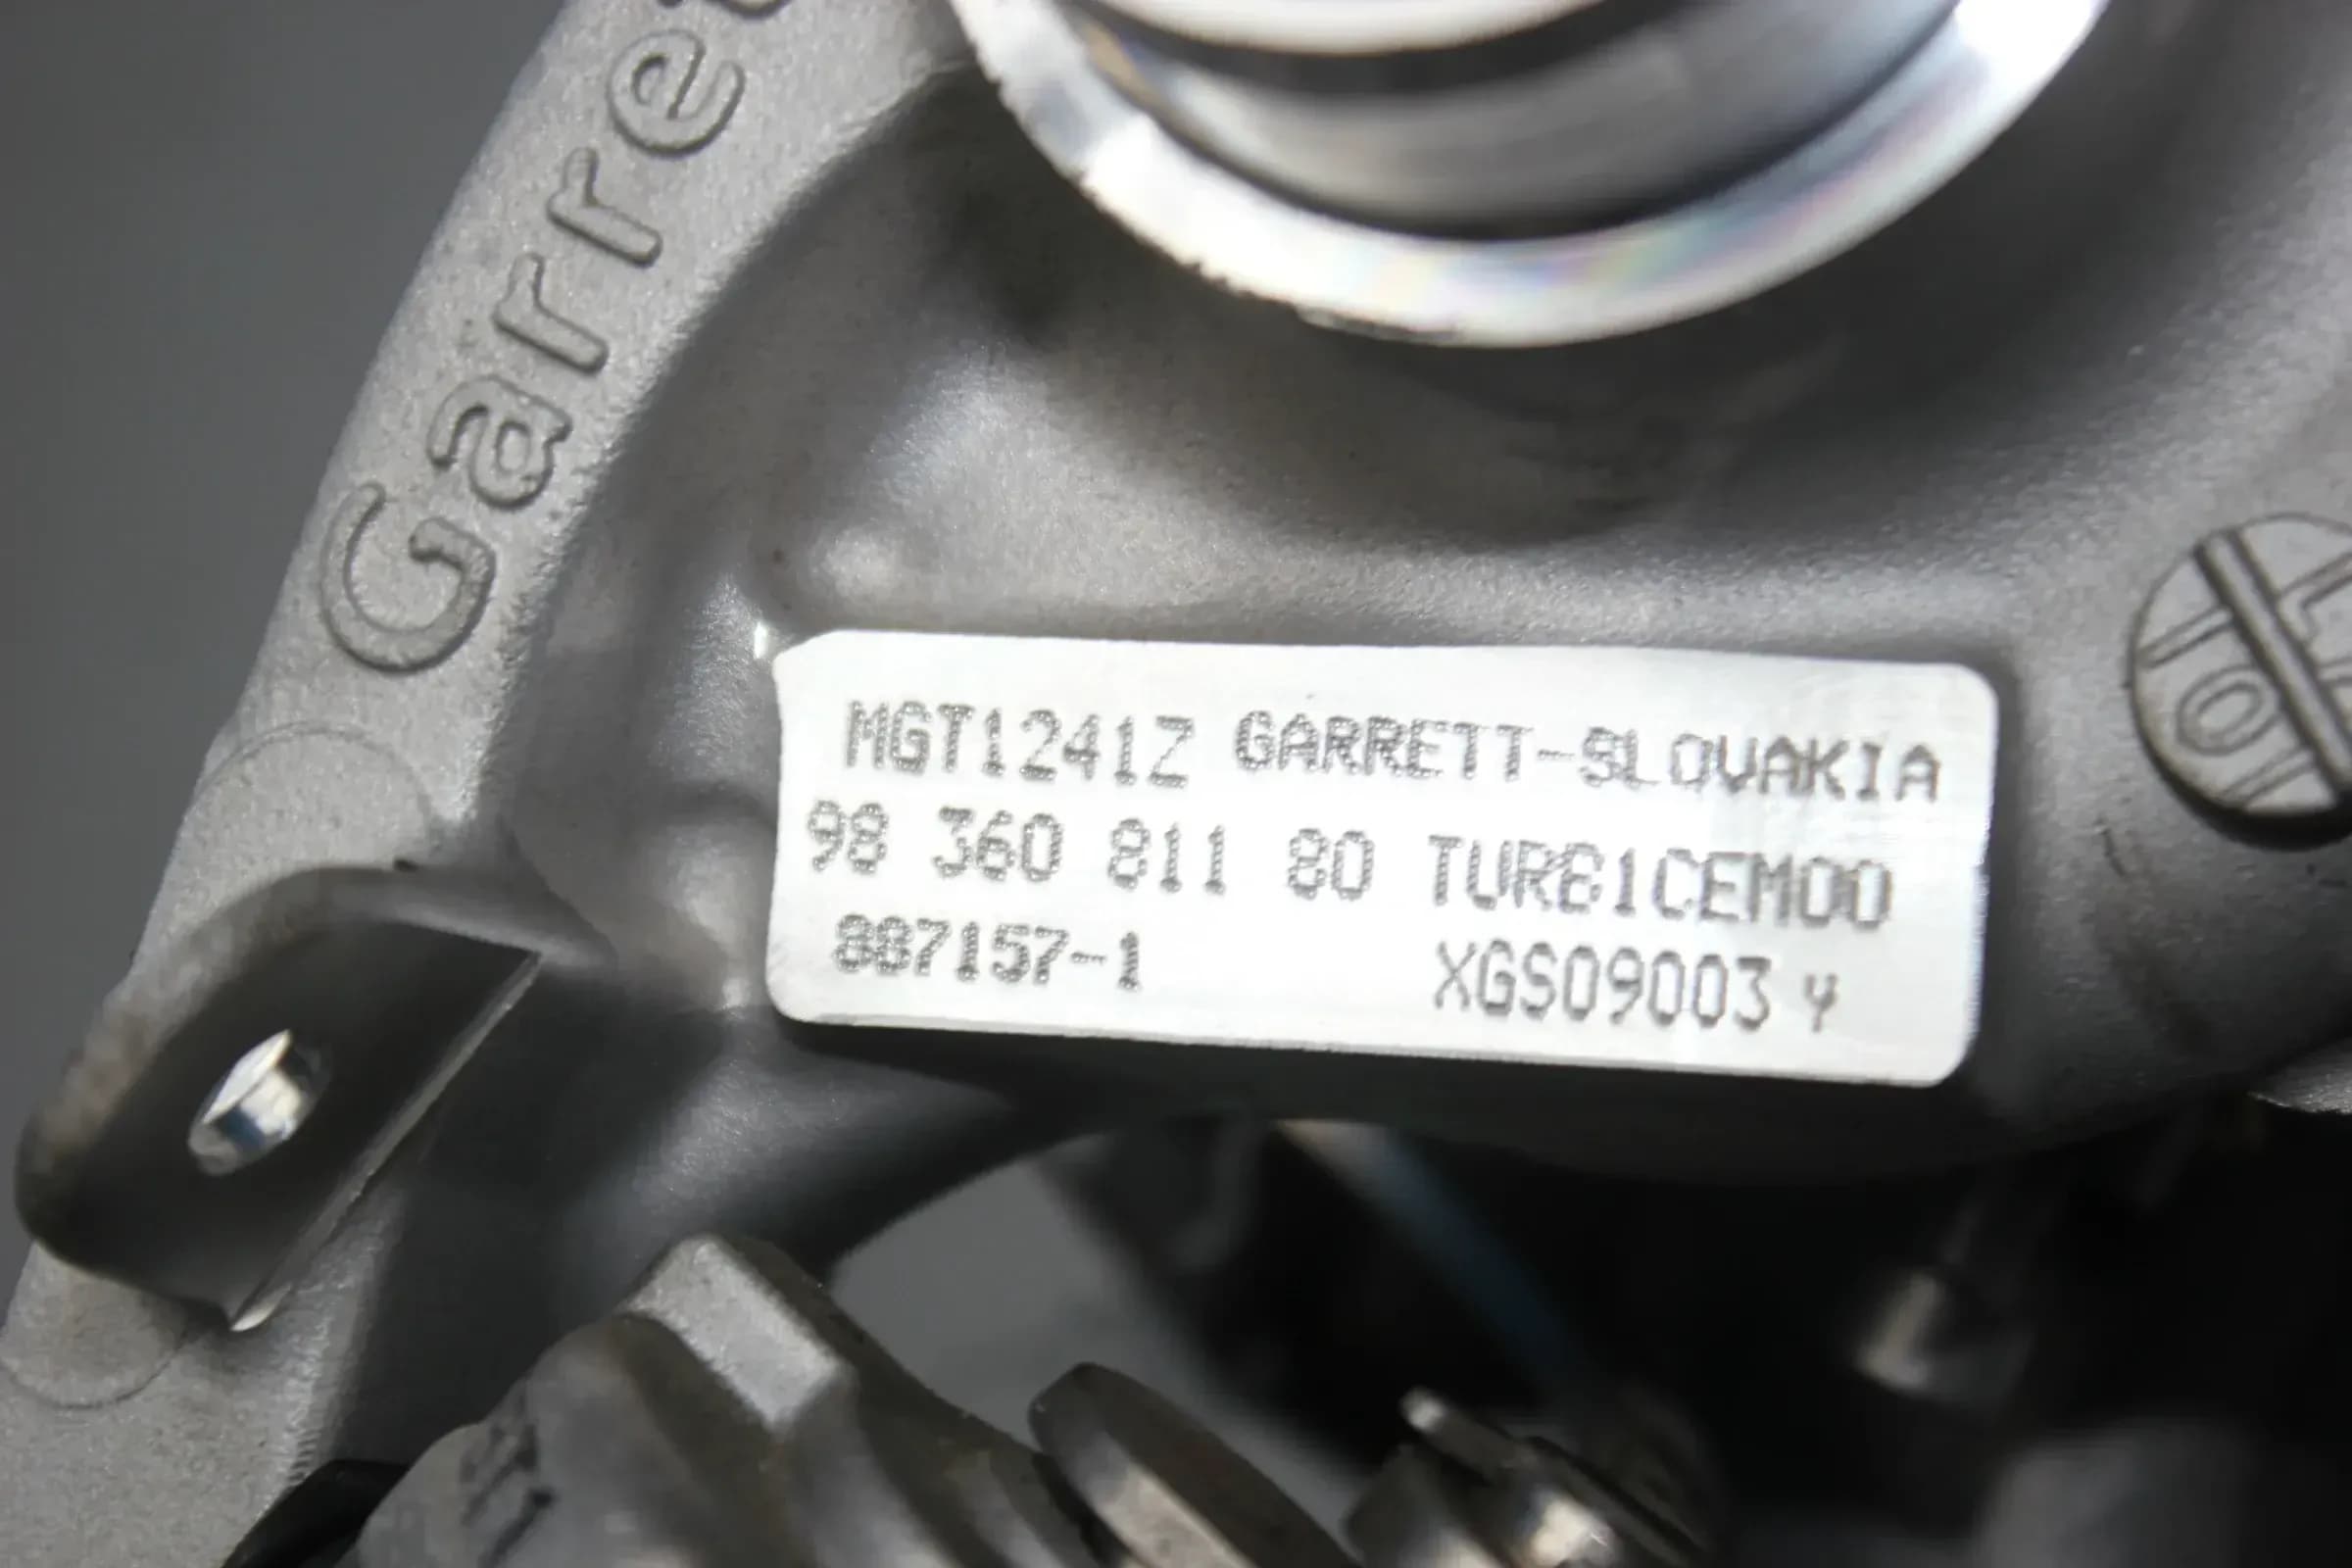 Garrett
MGT1241Z GARRETT-SLOVAKIA
98 360 811 80 TURB1CEM00
887157-1 XGS09003 Y